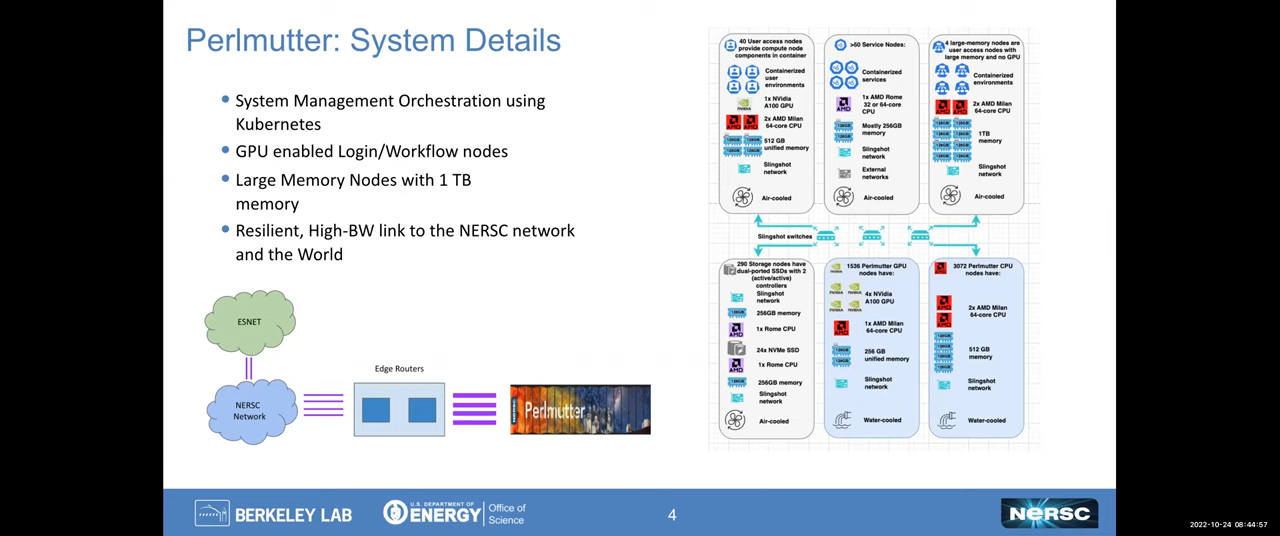 Perlmutter: System Details
System Management Orchestration using
Kubernetes
GPU enabled Login/Workflow nodes
Large Memory Nodes with 1 TB
memory
Resilient, High-BW link to the NERSC network
and the World
ESNET
NERSC
Network
Edge Routers
Perlmutter
40 User access nodes
provide compute node
components in container
Containerized
user
environments
1x NVidia
A100 GPU
2x AMD Milan
64-core CPU
512 GB
unified memory
Slingshot
network
Air-cooled
>50 Service Nodes:
Containerized
services
1x AMD Rome
32 or 64-core
CPU
Mostly 256GB
memory
Slingshot
network
External
networks
Air-cooled
4 large-memory nodes are
user access nodes with
large memory and no GPU
Containerized
environments
2x AMD Milan
64-core CPU
1TB
memory
Slingshot
network
Air-cooled
Slingshot switches
290 Storage nodes have
dual-ported SSDs with 2
(active/active)
controllers
Slingshot
network
256GB memory
1x Rome CPU
24x NVMe SSD
1x Rome CPU
256GB memory
Slingshot
network
Air-cooled
1536 Perlmutter GPU
nodes have:
4x NVidia
A100 GPU
1x AMD Milan
64-core CPU
256 GB
unified memory
Slingshot
network
Water-cooled
3072 Perlmutter CPU
nodes have:
2x AMD Milan
64-core CPU
512 GB
memory
Slingshot
network
Water-cooled
BERKELEY LAB
U.S. DEPARTMENT OF
ENERGY
Office of
Science
4
NERSC
2022-10-24 08:44:57